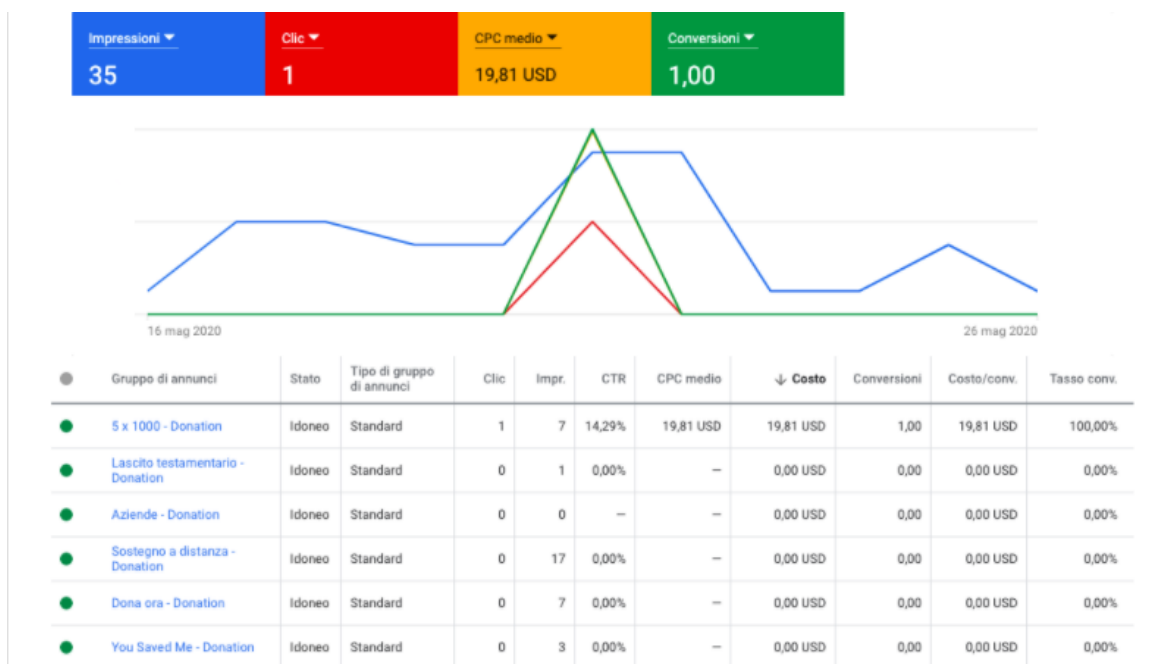 Impressioni Clic CPC medio Conversioni
35 1 19,81 USD 1,00
16 mag 2020 26 mag 2020
Gruppo di annunci Stato Tipo di gruppo di annunci Clic Impr. CTR CPC medio ↓ Costo Conversioni Costo/conv. Tasso conv.
5 x 1000 - Donation Idoneo Standard 1 7 14,29% 19,81 USD 19,81 USD 1,00 19,81 USD 100,00%
Lascito testamentario - Donation Idoneo Standard 0 1 0,00% – 0,00 USD 0,00 0,00 USD 0,00%
Aziende - Donation Idoneo Standard 0 0 – – 0,00 USD 0,00 0,00 USD 0,00%
Sostegno a distanza - Donation Idoneo Standard 0 17 0,00% – 0,00 USD 0,00 0,00 USD 0,00%
Dona ora - Donation Idoneo Standard 0 7 0,00% – 0,00 USD 0,00 0,00 USD 0,00%
You Saved Me - Donation Idoneo Standard 0 3 0,00% – 0,00 USD 0,00 0,00 USD 0,00%